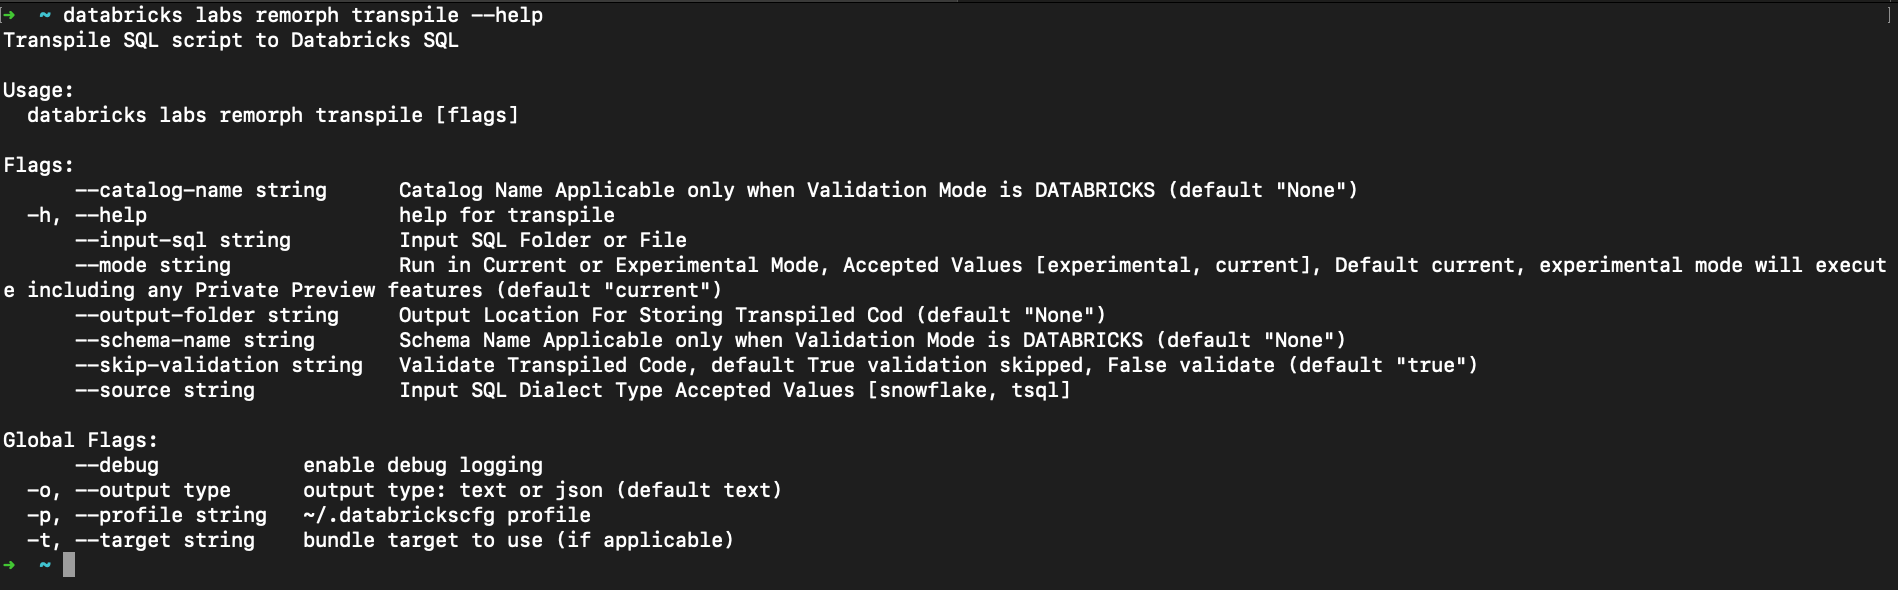 ➜  ~ databricks labs remorph transpile --help
Transpile SQL script to Databricks SQL

Usage:
  databricks labs remorph transpile [flags]

Flags:
      --catalog-name string      Catalog Name Applicable only when Validation Mode is DATABRICKS (default "None")
  -h, --help                     help for transpile
      --input-sql string         Input SQL Folder or File
      --mode string              Run in Current or Experimental Mode, Accepted Values [experimental, current], Default current, experimental mode will execut
e including any Private Preview features (default "current")
      --output-folder string     Output Location For Storing Transpiled Cod (default "None")
      --schema-name string       Schema Name Applicable only when Validation Mode is DATABRICKS (default "None")
      --skip-validation string   Validate Transpiled Code, default True validation skipped, False validate (default "true")
      --source string            Input SQL Dialect Type Accepted Values [snowflake, tsql]

Global Flags:
      --debug            enable debug logging
  -o, --output type      output type: text or json (default text)
  -p, --profile string   ~/.databrickscfg profile
  -t, --target string    bundle target to use (if applicable)
➜  ~